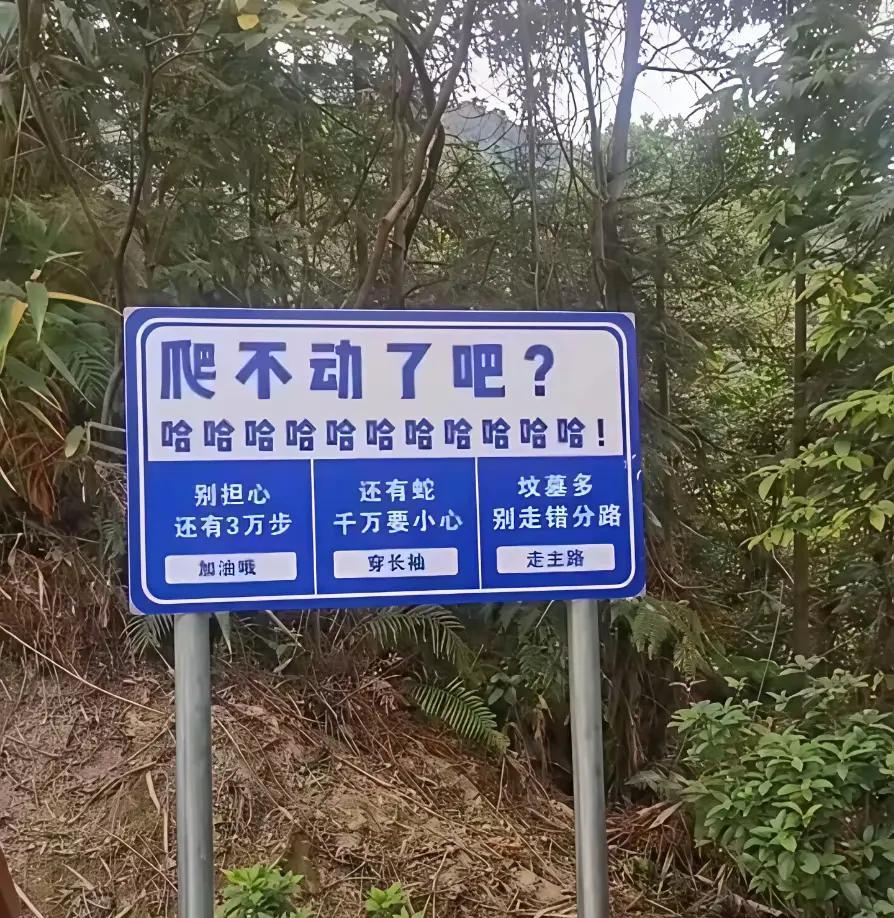 爬不动了吧？
哈哈哈哈哈哈哈哈哈哈哈！
别担心
还有3万步
加油哦
还有蛇
千万要小心
穿长袖
坟墓多
别走错分路
走主路